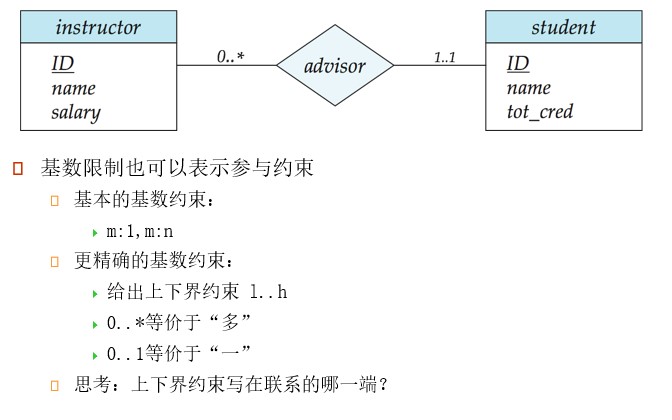 instructor
student
0..*
advisor
1..1
ID
name
salary
ID
name
tot_cred
基数限制也可以表示参与约束
基本的基数约束：
m:1,m:n
更精确的基数约束：
给出上下界约束 l..h
0..*等价于“多”
0..1等价于“一”
思考：上下界约束写在联系的哪一端？